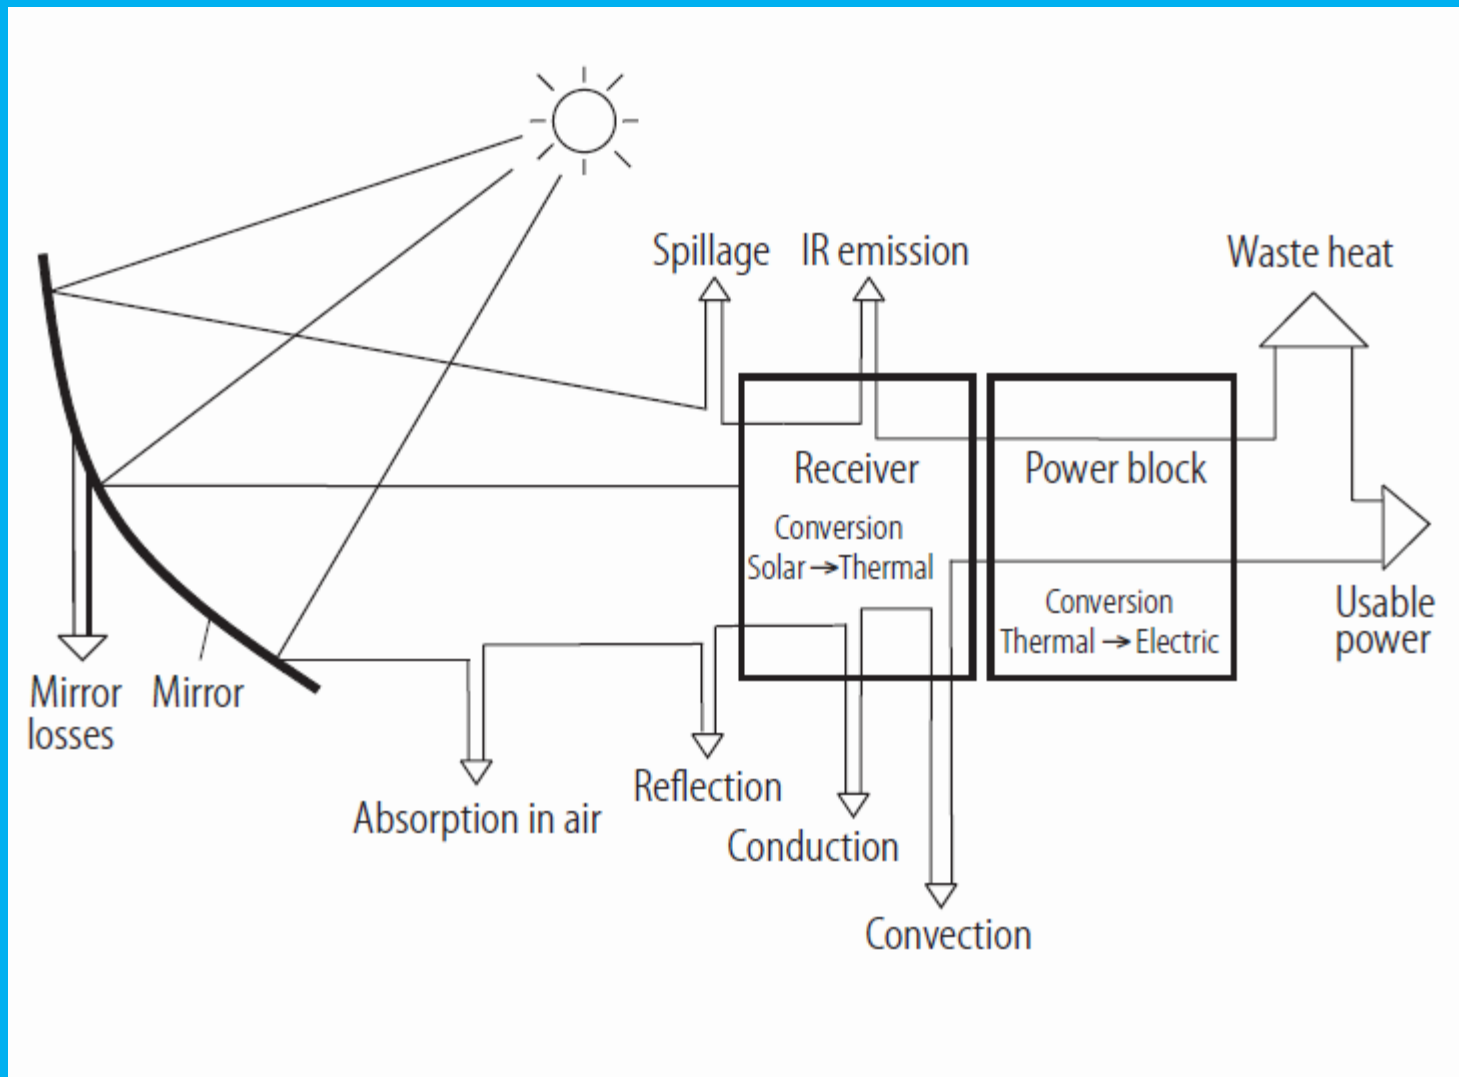 Spillage
IR emission
Waste heat
Receiver
Power block
Conversion
Solar → Thermal
Conversion
Thermal → Electric
Usable
power
Mirror
losses
Mirror
Reflection
Absorption in air
Conduction
Convection